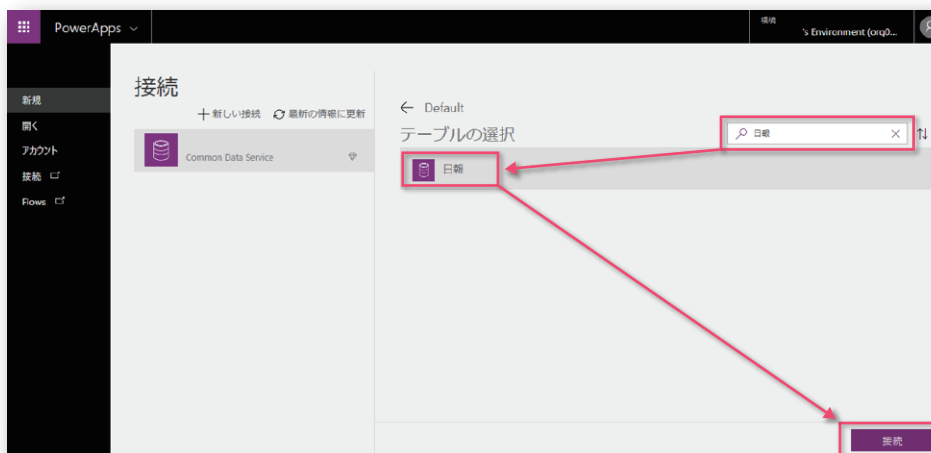 PowerApps
環境
's Environment (orq0...
新規
開く
アカウント
接続
Flows
接続
+ 新しい接続 最新の情報に更新
Common Data Service
← Default
テーブルの選択
日報
日報
接続